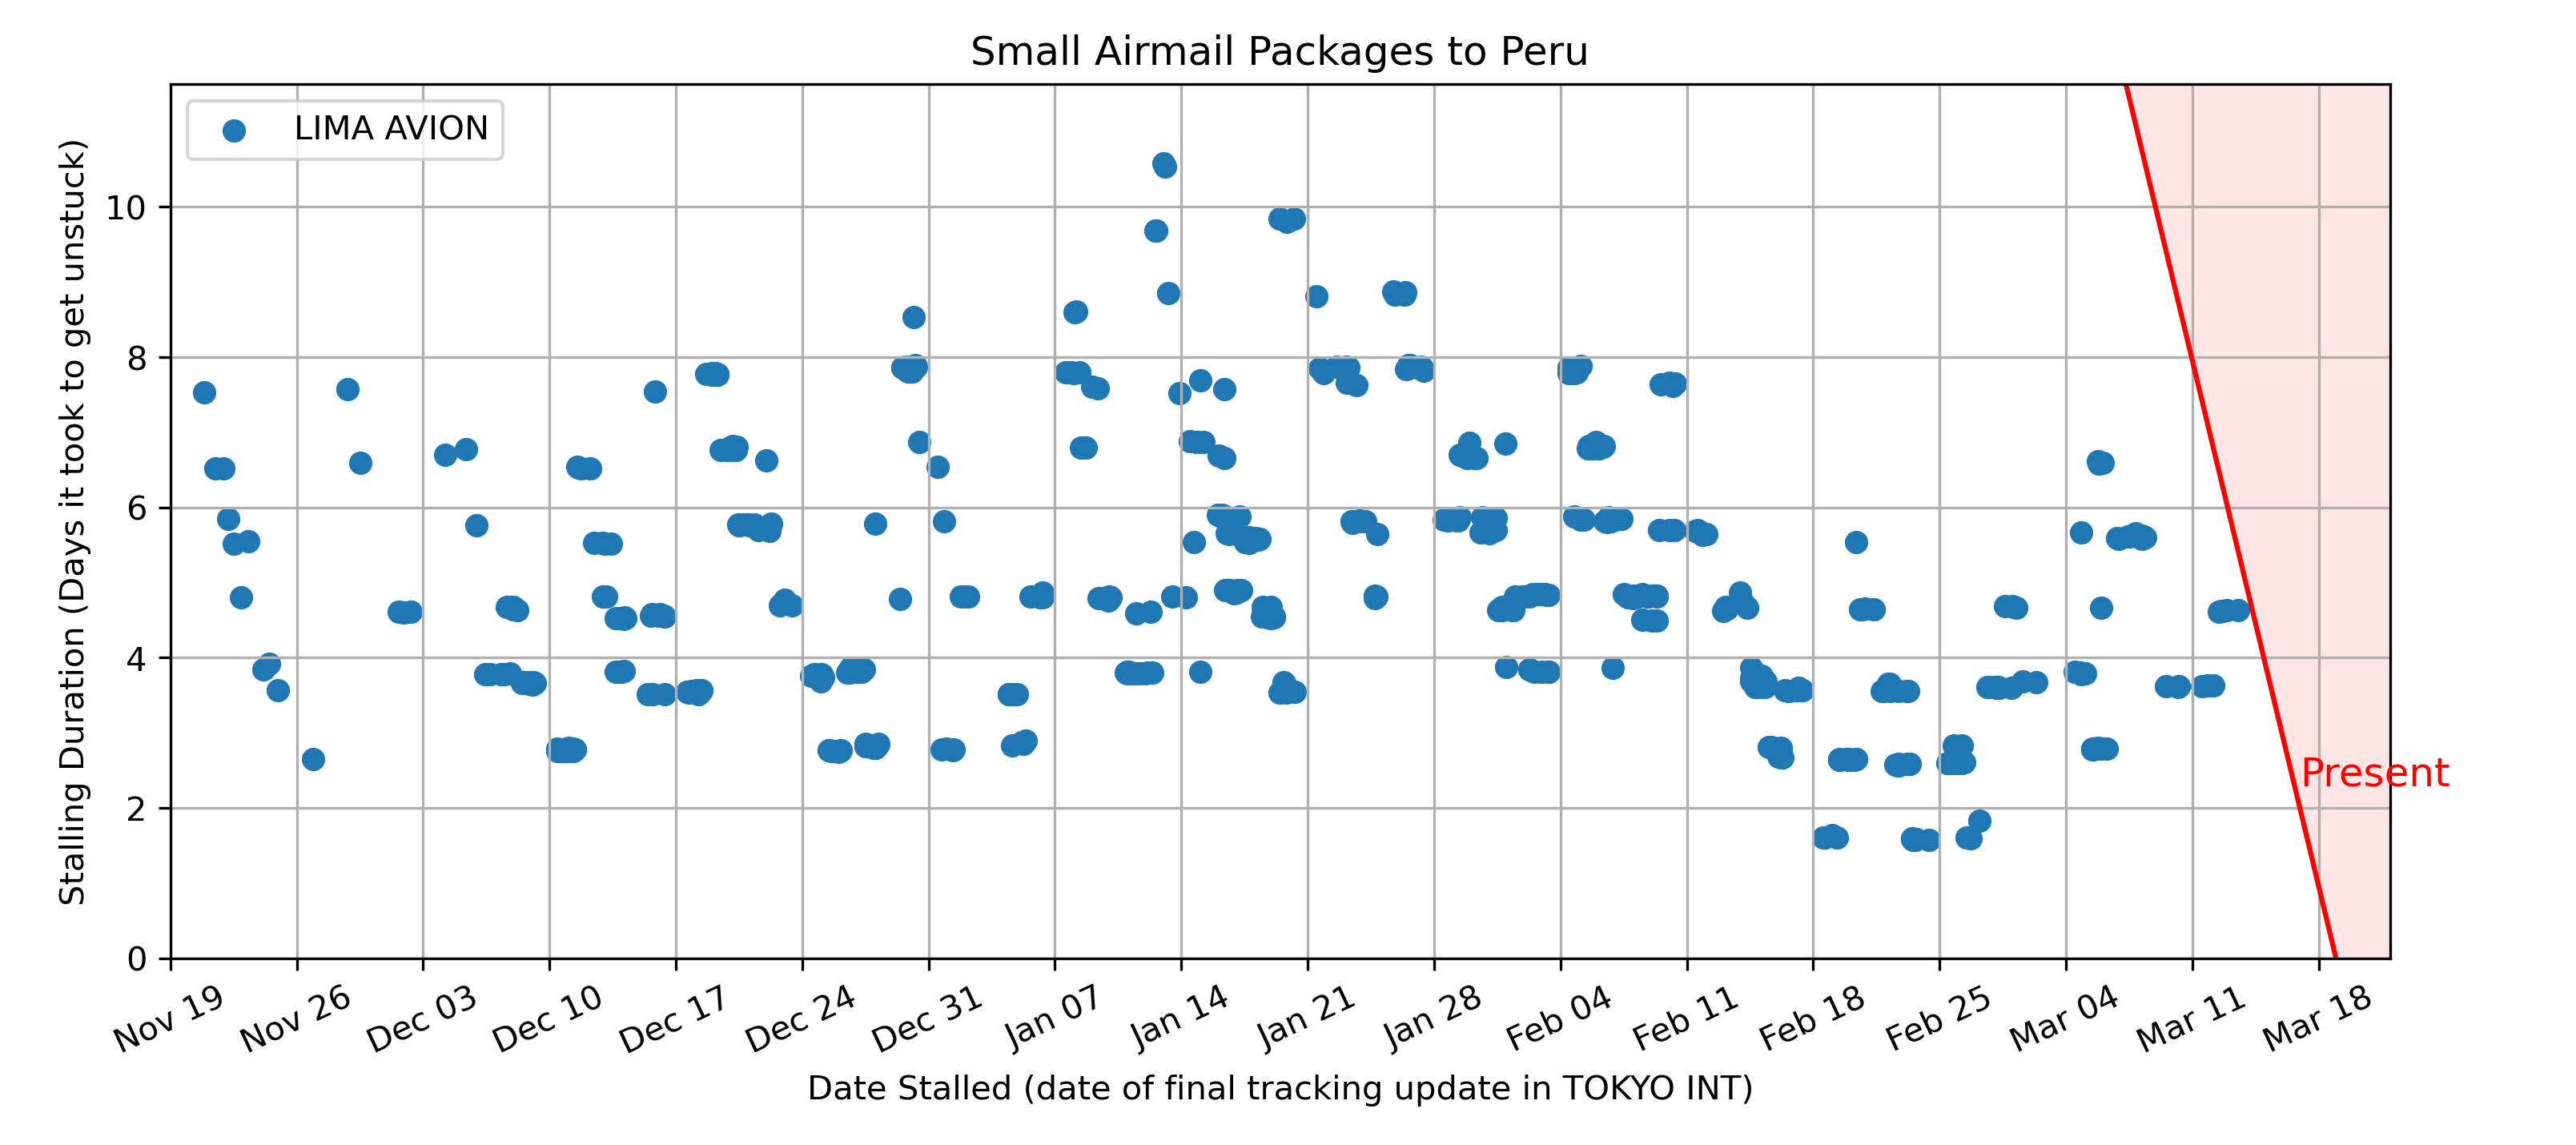 Small Airmail Packages to Peru
LIMA AVION
Stalling Duration (Days it took to get unstuck)
10
8
6
4
2
0
Present
Nov 19
Nov 26
Dec 03
Dec 10
Dec 17
Dec 24
Dec 31
Jan 07
Jan 14
Jan 21
Jan 28
Feb 04
Feb 11
Feb 18
Feb 25
Mar 04
Mar 11
Mar 18
Date Stalled (date of final tracking update in TOKYO INT)